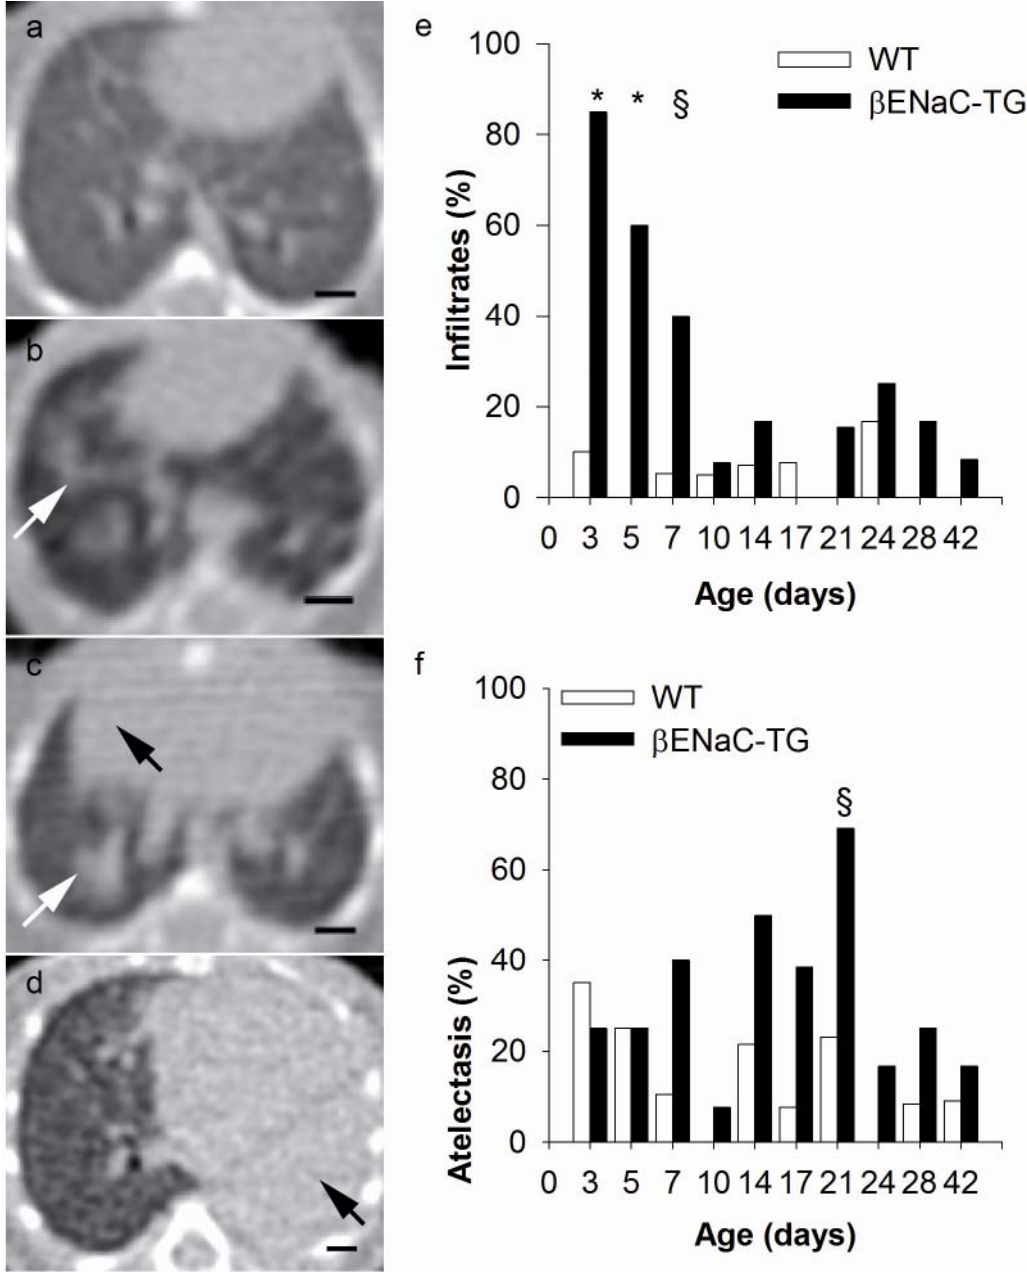 a
b
c
d
e
100
80
60
40
20
0
Infiltrates (%)
WT
βENaC-TG
* * §
0 3 5 7 10 14 17 21 24 28 42
Age (days)
f
100
80
60
40
20
0
Atelectasis (%)
WT
βENaC-TG
§
0 3 5 7 10 14 17 21 24 28 42
Age (days)